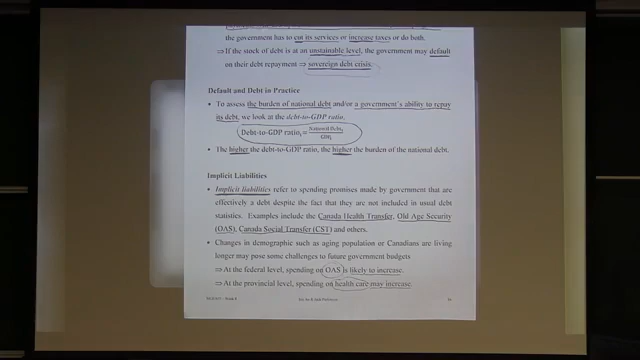 the government has to cut its services or increase taxes or do both.
⇒ If the stock of debt is at an unstainable level, the government may default
on their debt repayment ⇒ sovereign debt crisis.
Default and Debt in Practice
• To assess the burden of national debt and/or a government's ability to repay
its debt, we look at the debt-to-GDP ratio.
Debt-to-GDP ratioₜ = National Debtₜ
GDPₜ
• The higher the debt-to-GDP ratio, the higher the burden of the national debt.
Implicit Liabilities
• Implicit liabilities refer to spending promises made by government that are
effectively a debt despite the fact that they are not included in usual debt
statistics. Examples include the Canada Health Transfer, Old Age Security
(OAS), Canada Social Transfer (CST) and others.
• Changes in demographic such as aging population or Canadians are living
longer may pose some challenges to future government budgets
⇒ At the federal level, spending on OAS is likely to increase.
⇒ At the provincial level, spending on health care may increase.